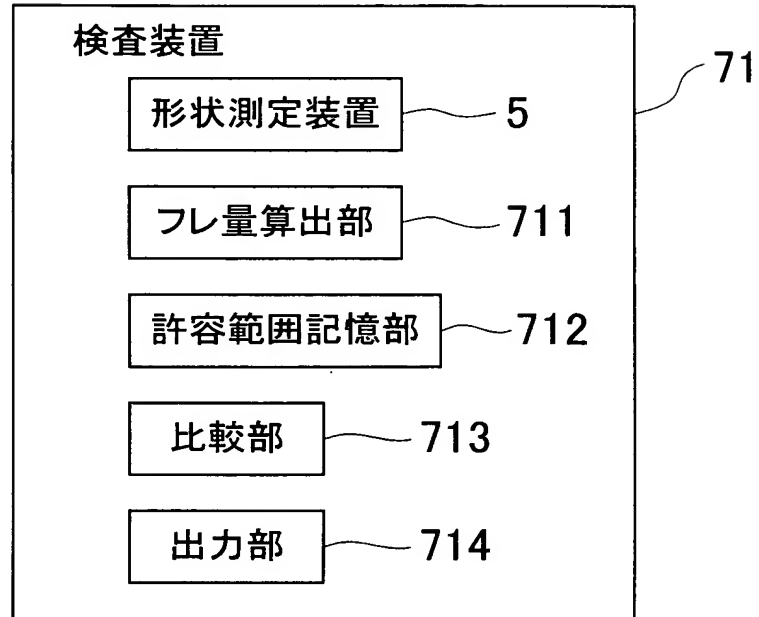 検査装置
71
形状測定装置 5
フレ量算出部 711
許容範囲記憶部 712
比較部 713
出力部 714